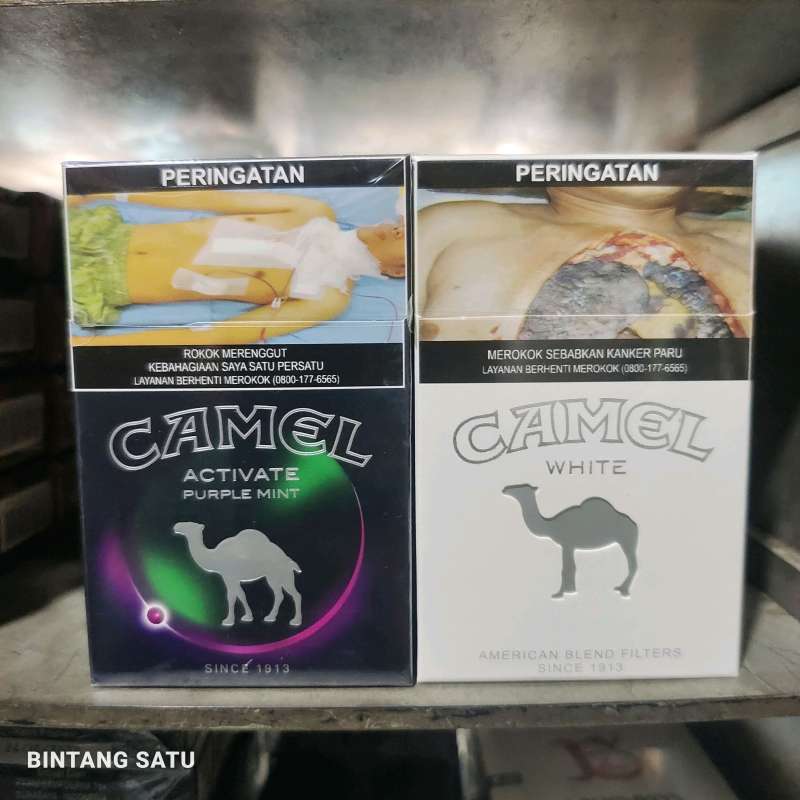 PERINGATAN
ROKOK MERENGGUT
KEBAHAGIAAN SAYA SATU PERSATU
LAYANAN BERHENTI MEROKOK (0800-177-6565)
CAMEL
ACTIVATE
PURPLE MINT
SINCE 1913
PERINGATAN
MEROKOK SEBABKAN KANKER PARU
LAYANAN BERHENTI MEROKOK (0800-177-6565)
CAMEL
WHITE
AMERICAN BLEND FILTERS
SINCE 1913
BINTANG SATU